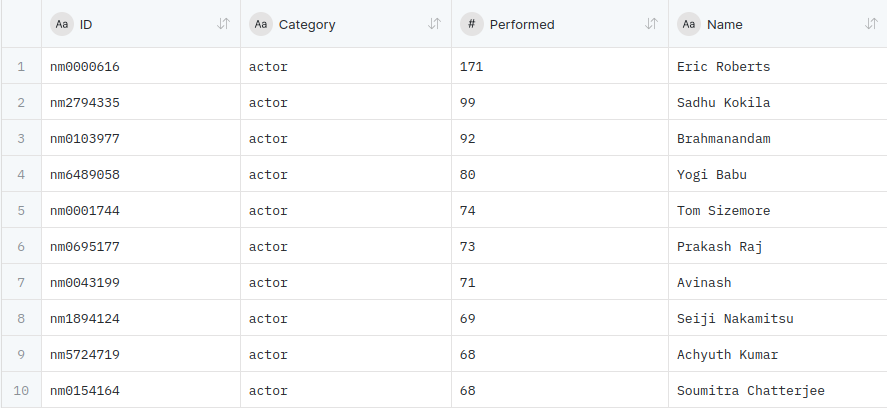 Aa ID Aa Category # Performed Aa Name
1 nm0000616 actor 171 Eric Roberts
2 nm2794335 actor 99 Sadhu Kokila
3 nm0103977 actor 92 Brahmanandam
4 nm6489058 actor 80 Yogi Babu
5 nm0001744 actor 74 Tom Sizemore
6 nm0695177 actor 73 Prakash Raj
7 nm0043199 actor 71 Avinash
8 nm1894124 actor 69 Seiji Nakamitsu
9 nm5724719 actor 68 Achyuth Kumar
10 nm0154164 actor 68 Soumitra Chatterjee